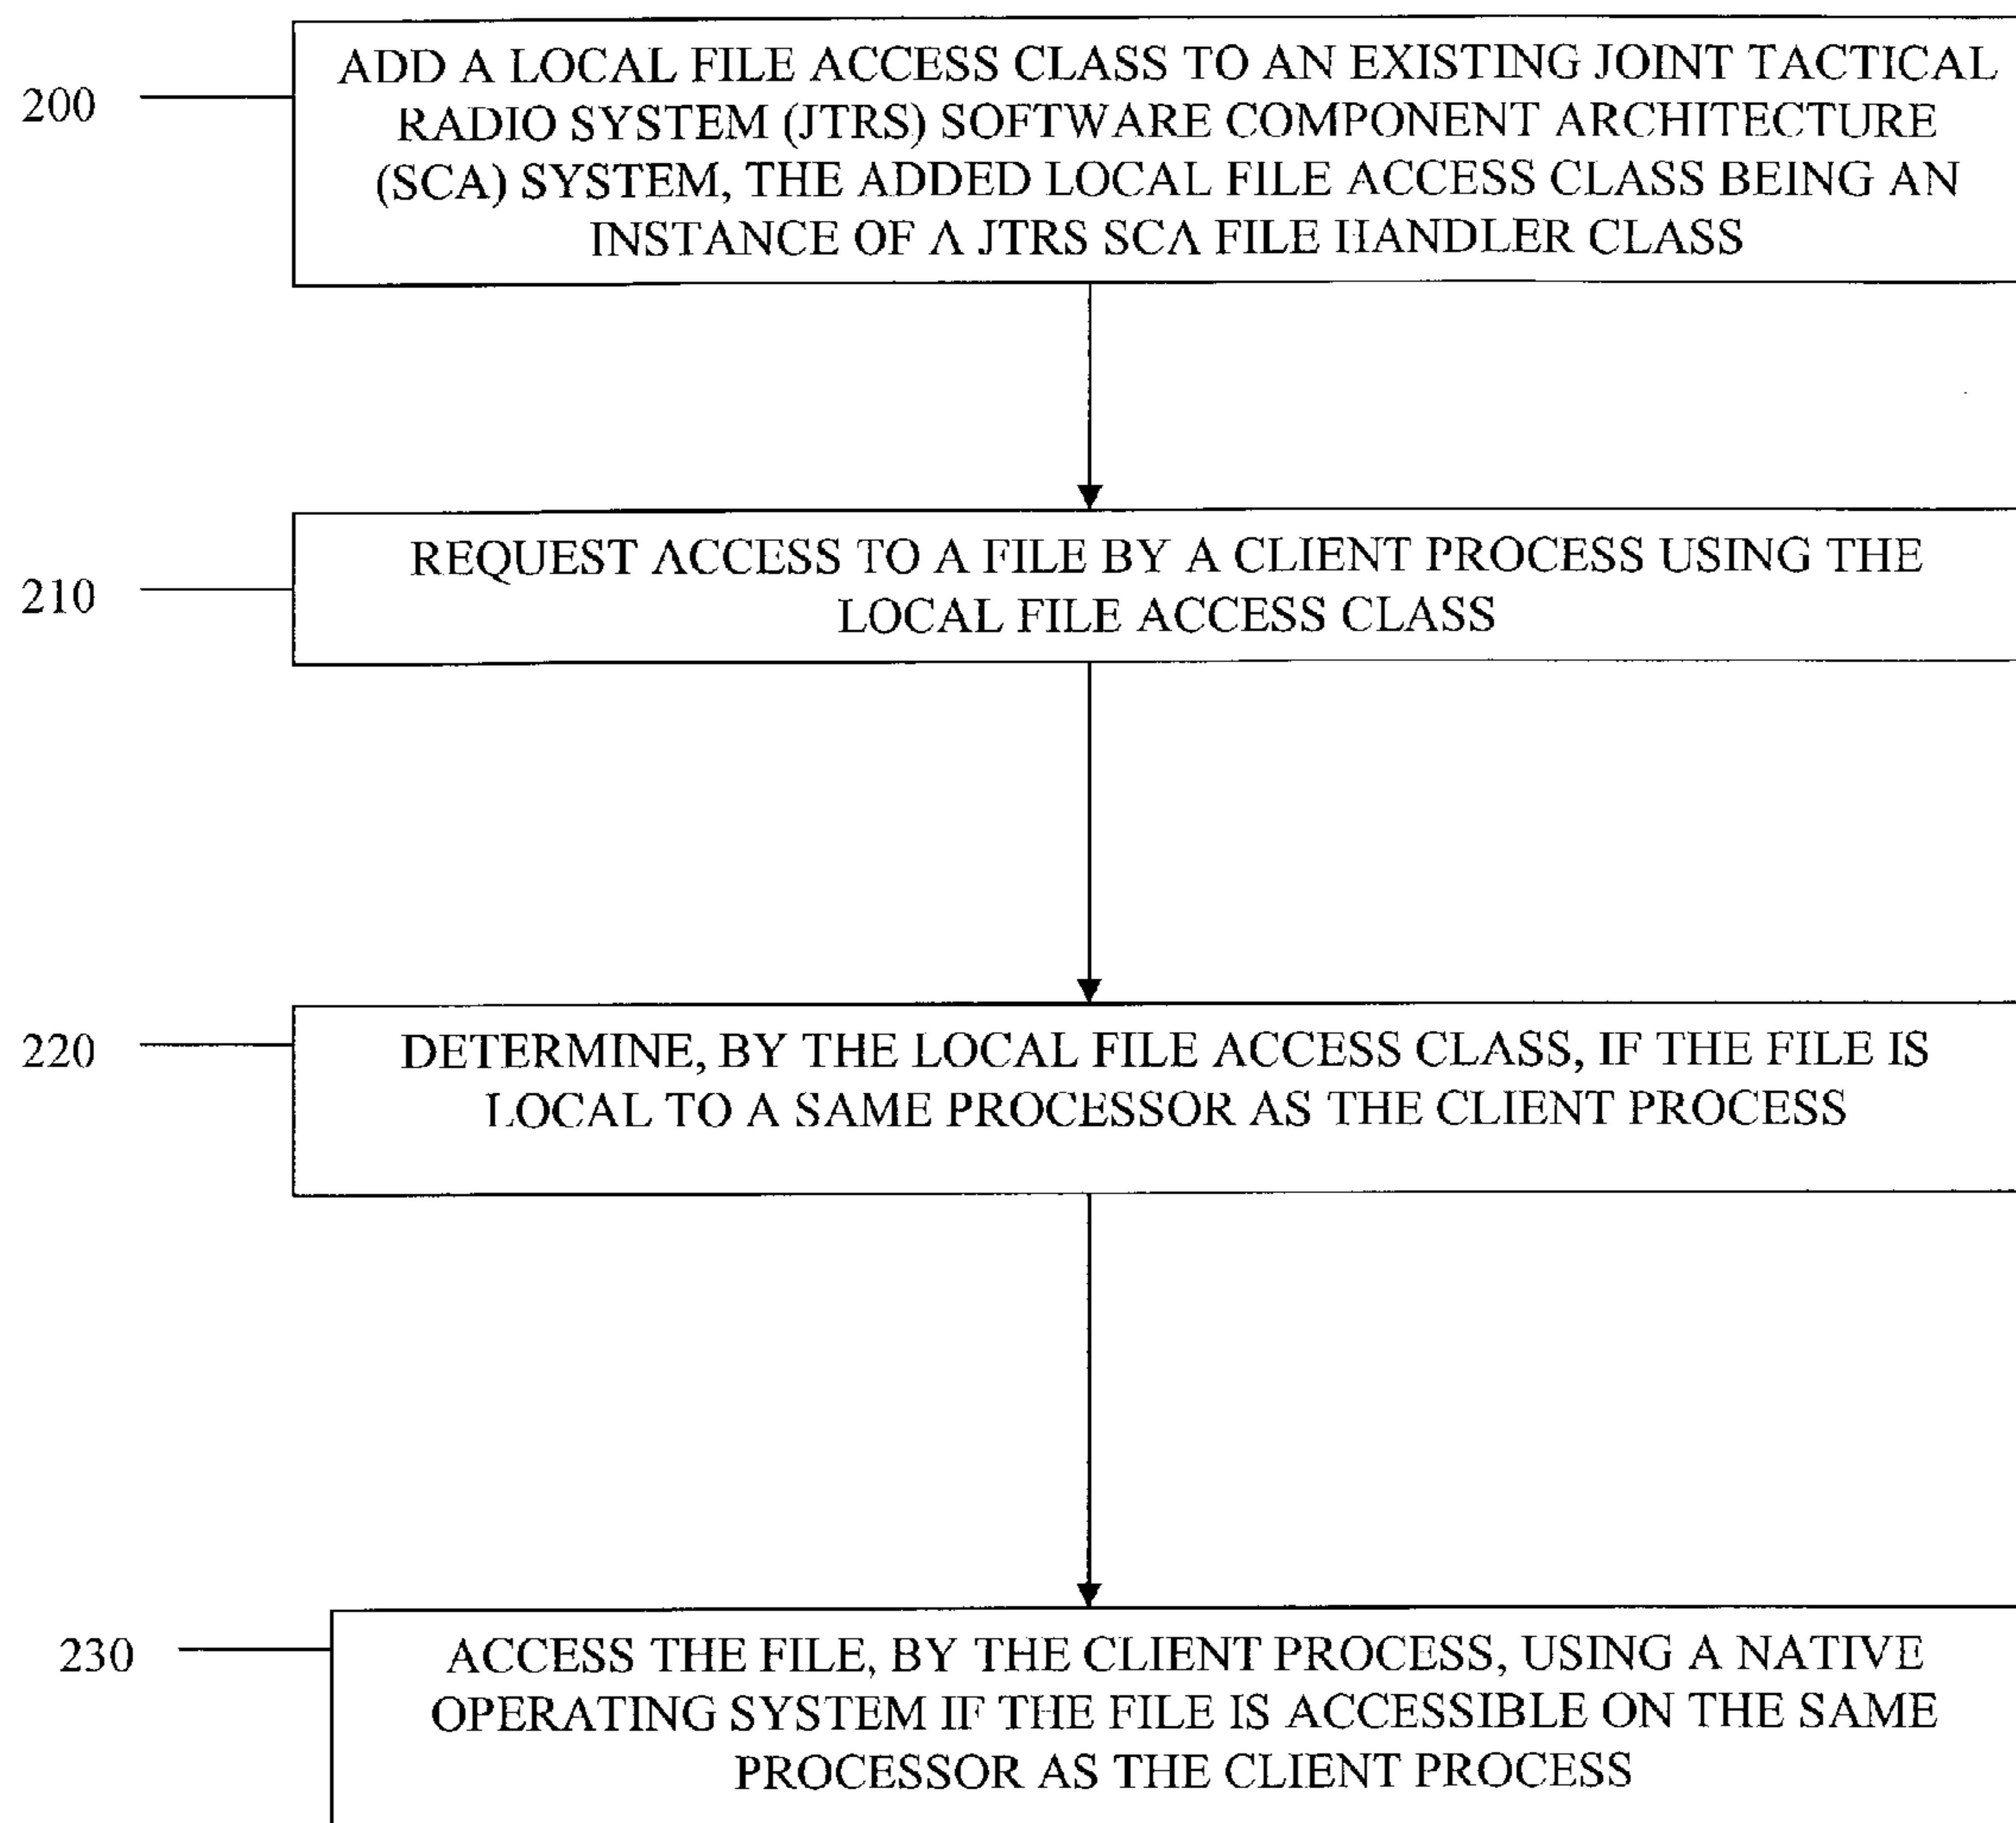 200
ADD A LOCAL FILE ACCESS CLASS TO AN EXISTING JOINT TACTICAL
RADIO SYSTEM (JTRS) SOFTWARE COMPONENT ARCHITECTURE
(SCA) SYSTEM, THE ADDED LOCAL FILE ACCESS CLASS BEING AN
INSTANCE OF A JTRS SCA FILE HANDLER CLASS
210
REQUEST ACCESS TO A FILE BY A CLIENT PROCESS USING THE
LOCAL FILE ACCESS CLASS
220
DETERMINE, BY THE LOCAL FILE ACCESS CLASS, IF THE FILE IS
LOCAL TO A SAME PROCESSOR AS THE CLIENT PROCESS
230
ACCESS THE FILE, BY THE CLIENT PROCESS, USING A NATIVE
OPERATING SYSTEM IF THE FILE IS ACCESSIBLE ON THE SAME
PROCESSOR AS THE CLIENT PROCESS